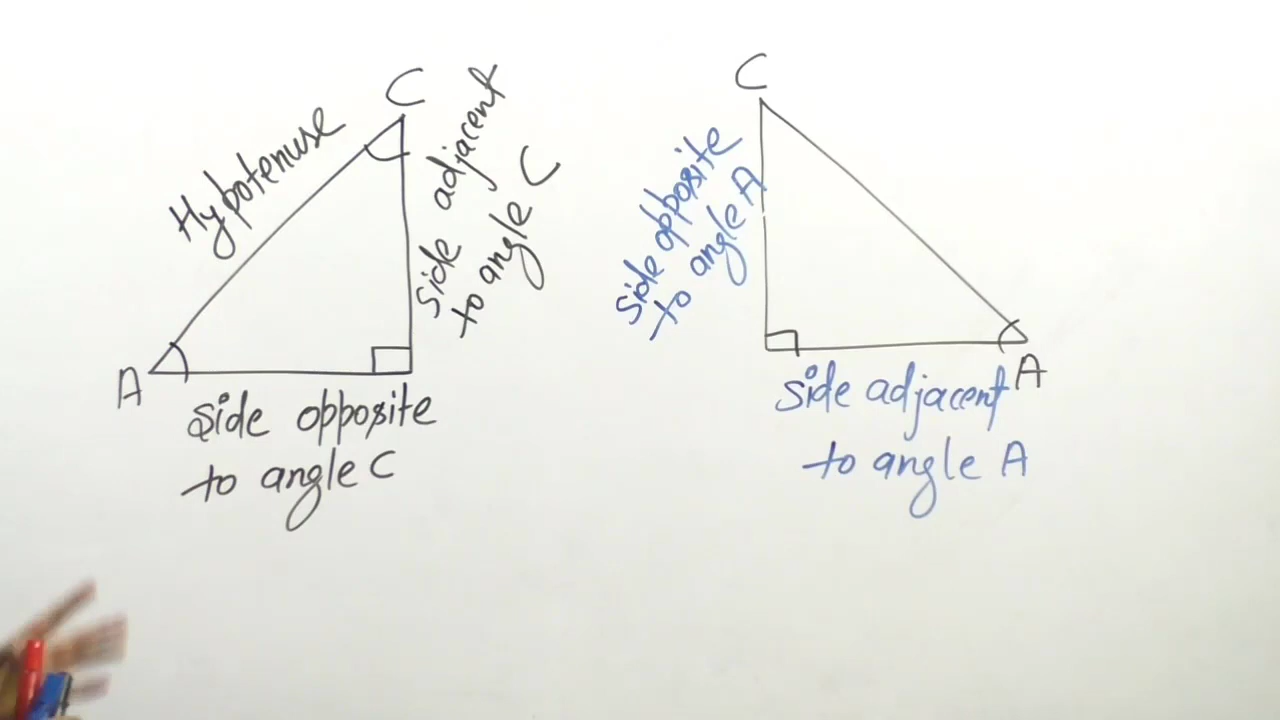 C
Hypotenuse
side adjacent
to angle C
A
side opposite
to angle C
C
side opposite
to angle A
A
side adjacent
to angle A